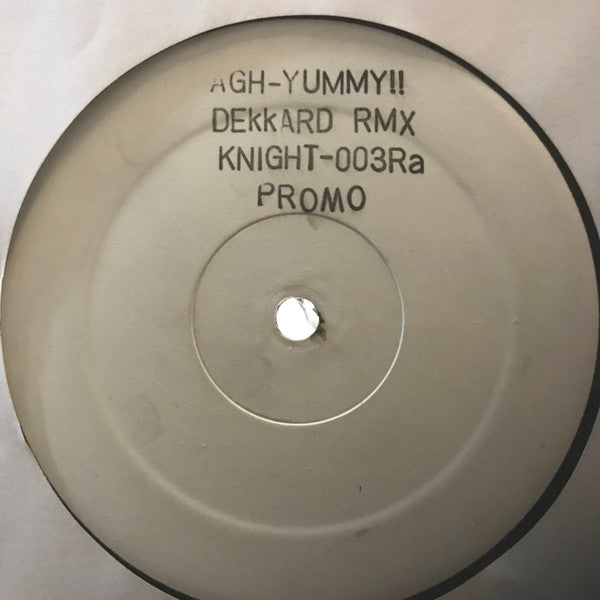 AGH-YUMMY!!
DEkkARD RMX
KNIGHT-003Ra
PROMO